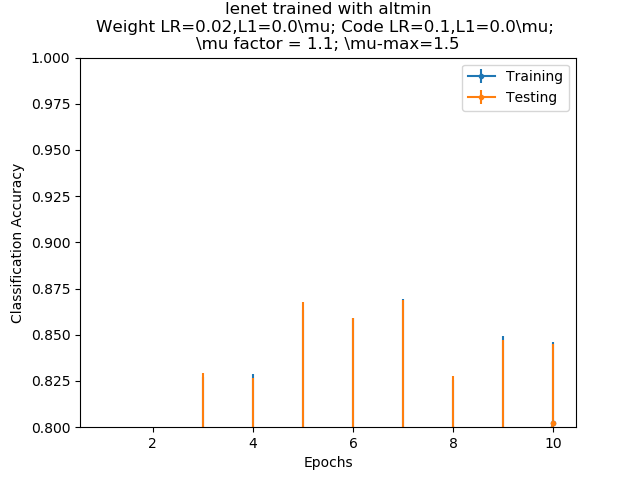 lenet trained with altmin
Weight LR=0.02,L1=0.0\mu; Code LR=0.1,L1=0.0\mu;
\mu factor = 1.1; \mu-max=1.5
1.000
0.975
0.950
0.925
0.900
0.875
0.850
0.825
0.800
Classification Accuracy
Training
Testing
2 4 6 8 10
Epochs